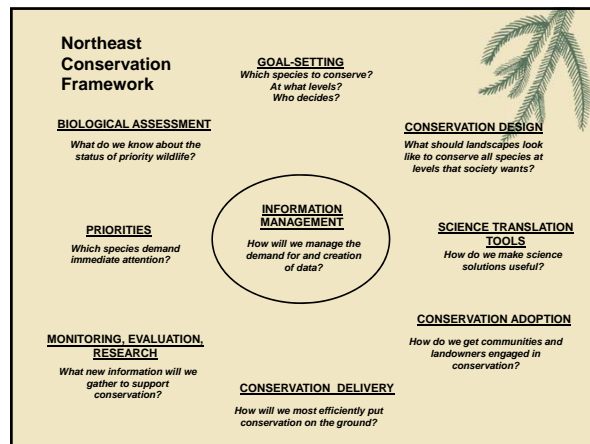 Northeast
Conservation
Framework
GOAL-SETTING
Which species to conserve?
At what levels?
Who decides?
BIOLOGICAL ASSESSMENT
What do we know about the
status of priority wildlife?
CONSERVATION DESIGN
What should landscapes look
like to conserve all species at
levels that society wants?
INFORMATION
MANAGEMENT
How will we manage the
demand for and creation
of data?
PRIORITIES
Which species demand
immediate attention?
SCIENCE TRANSLATION
TOOLS
How do we make science
solutions useful?
CONSERVATION ADOPTION
How do we get communities and
landowners engaged in
conservation?
MONITORING, EVALUATION,
RESEARCH
What new information will we
gather to support
conservation?
CONSERVATION DELIVERY
How will we most efficiently put
conservation on the ground?